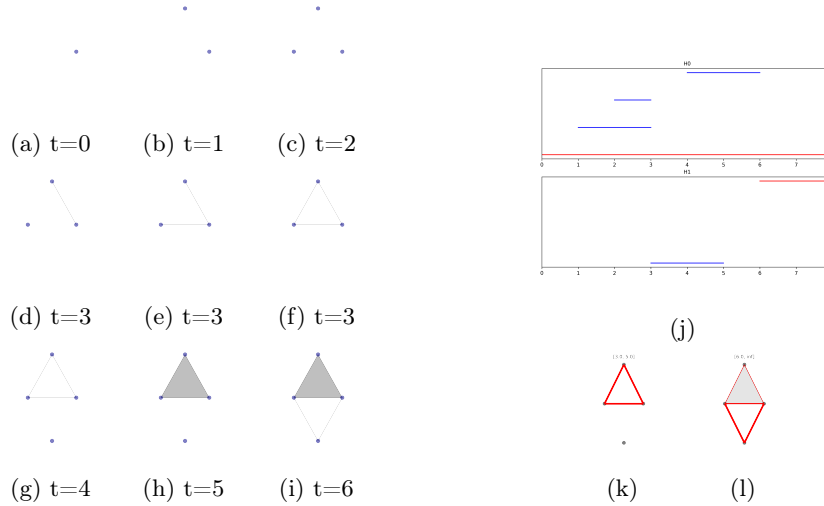 (a) t=0
(b) t=1
(c) t=2
(d) t=3
(e) t=3
(f) t=3
(g) t=4
(h) t=5
(i) t=6
H0
0 1 2 3 4 5 6 7
H1
0 1 2 3 4 5 6 7
(j)
(k)
(l)